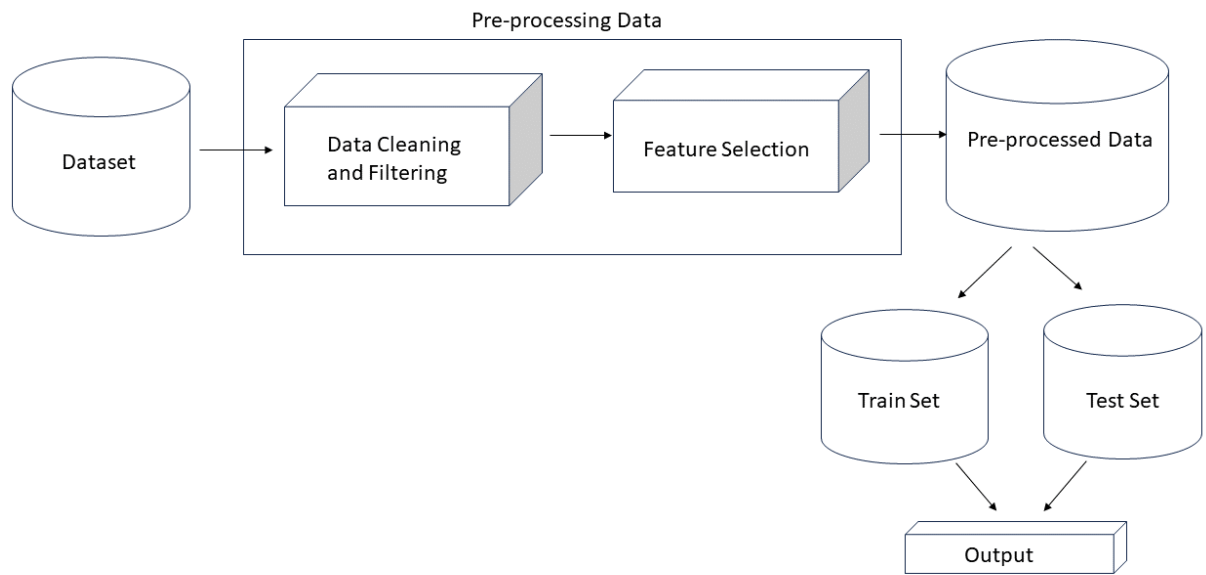 Pre-processing Data
Dataset
Data Cleaning
and Filtering
Feature Selection
Pre-processed Data
Train Set
Test Set
Output